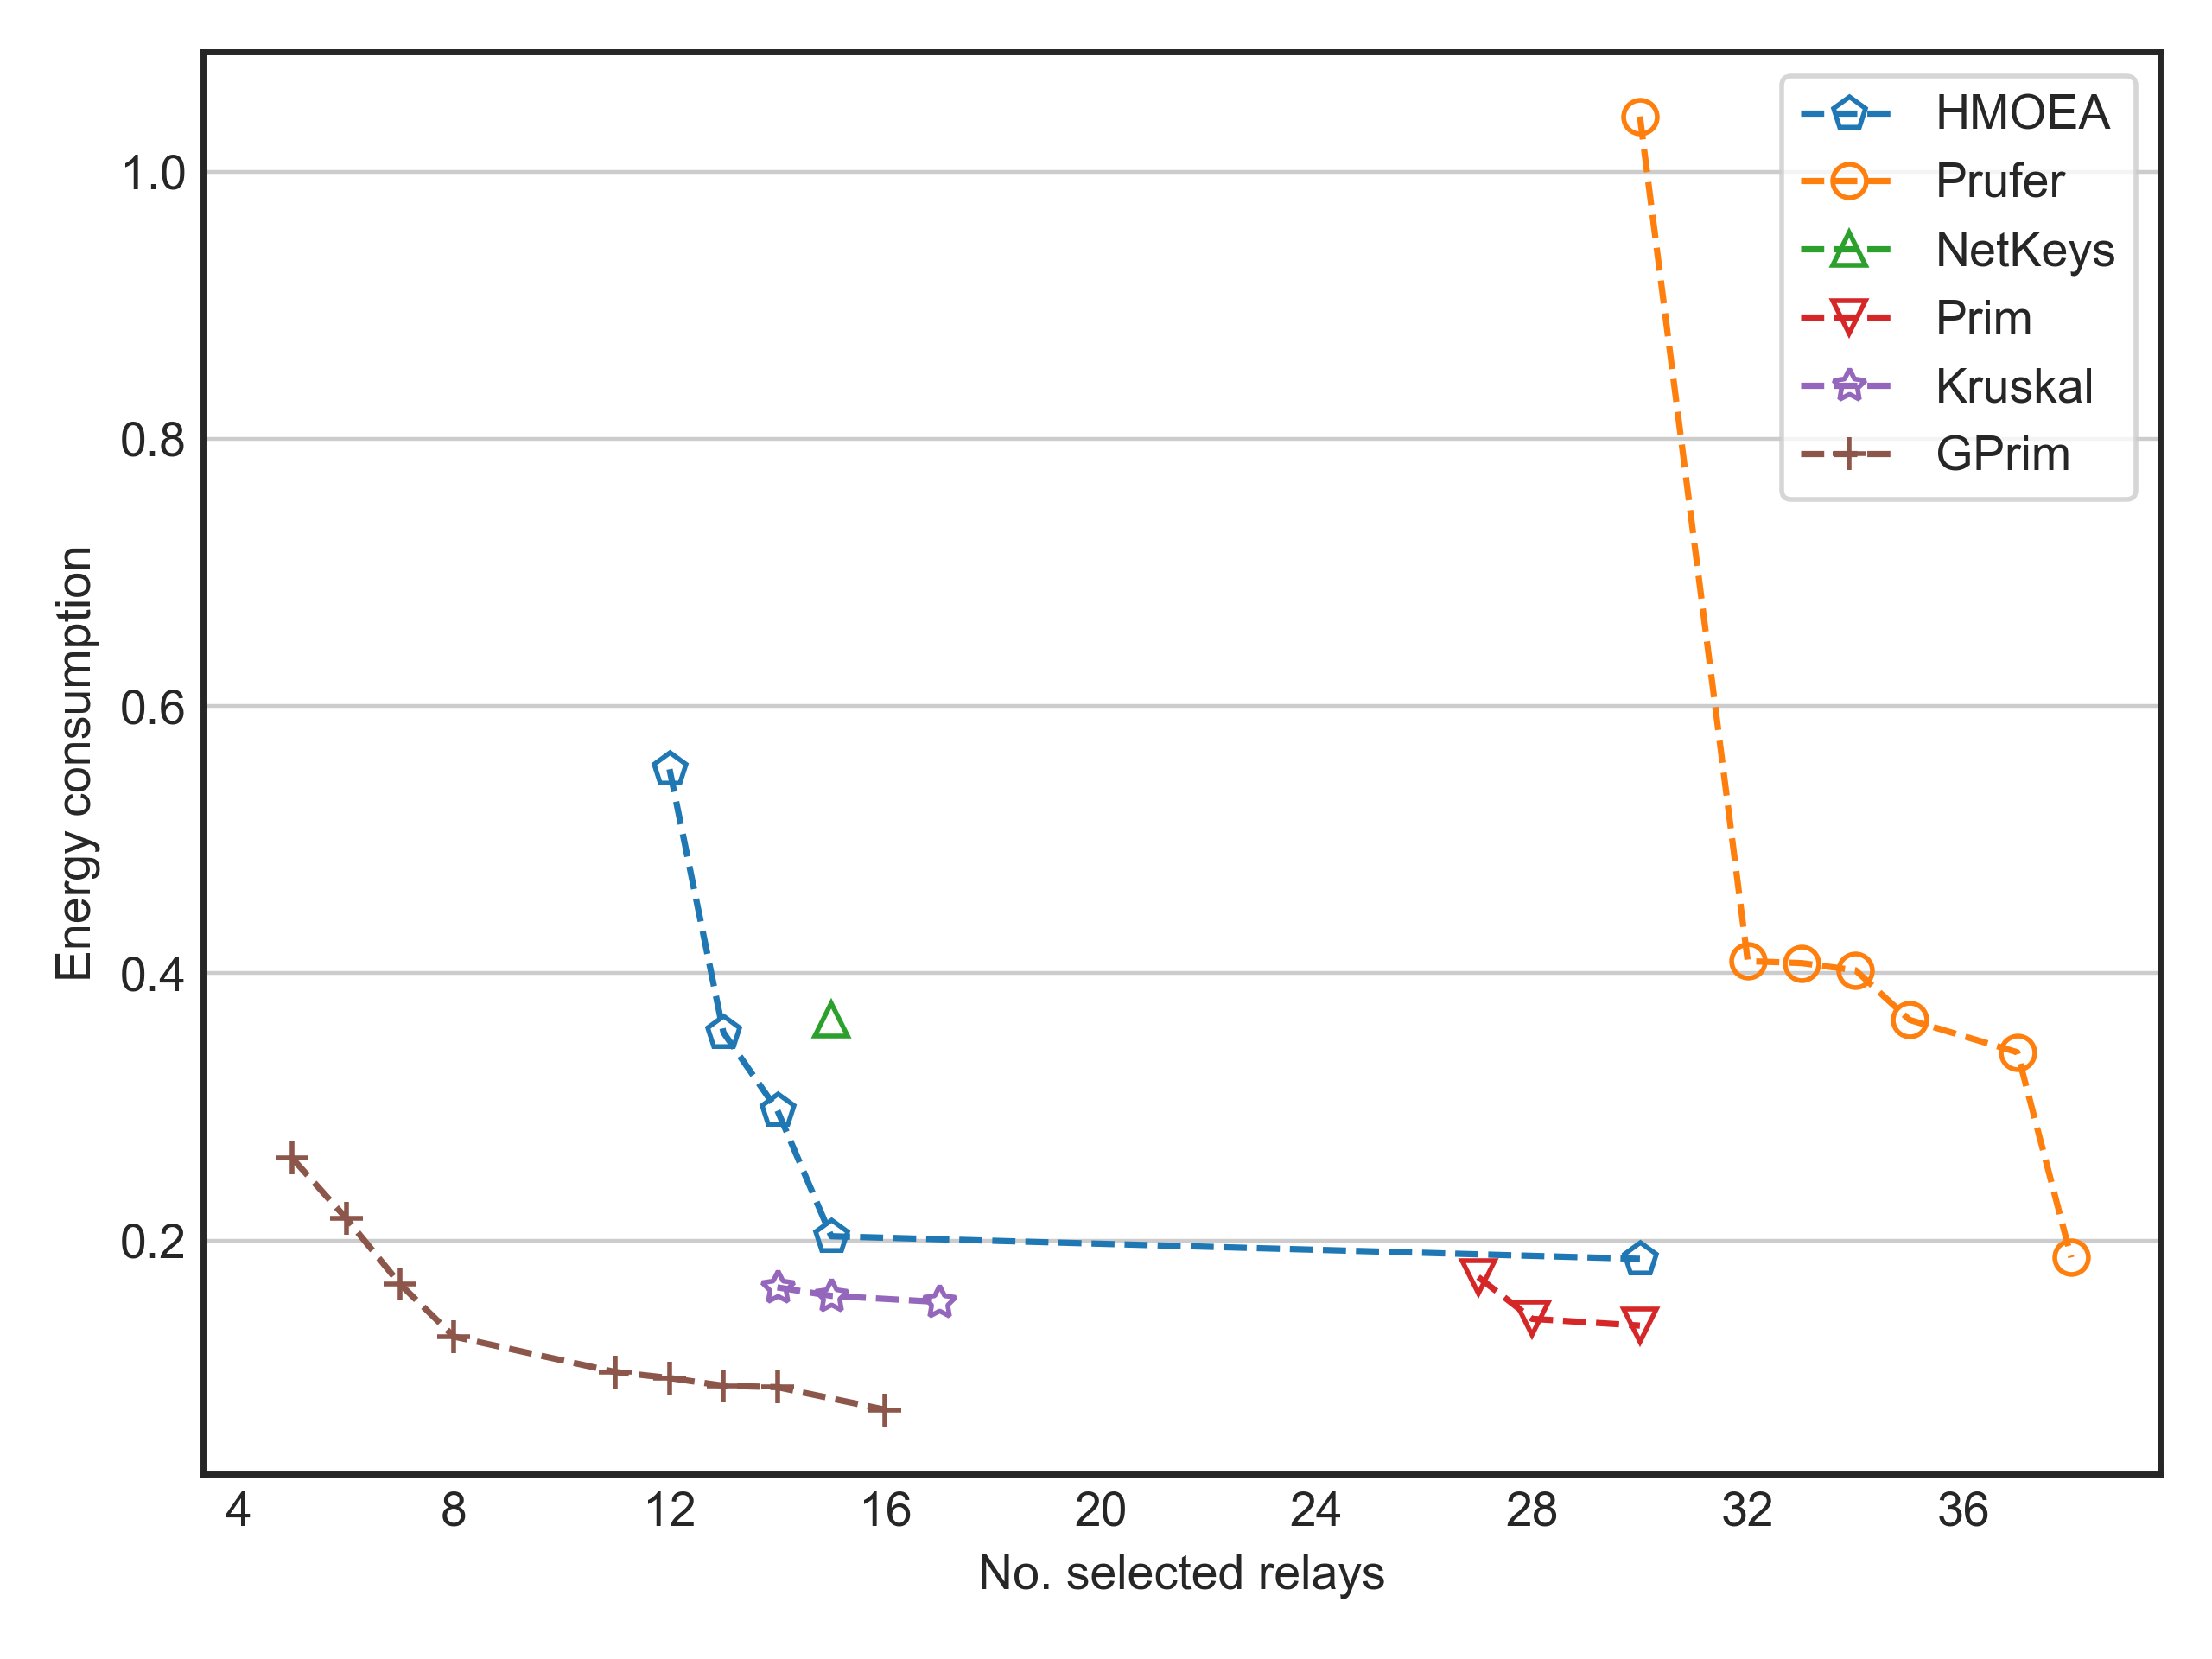 HMOEA
Prufer
NetKeys
Prim
Kruskal
GPrim
1.0
0.8
0.6
0.4
0.2
Energy consumption
4 8 12 16 20 24 28 32 36
No. selected relays